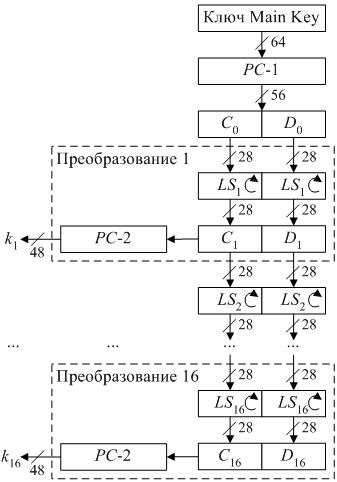 Ключ Main Key
64
PC-1
56
C0 D0
28 28
Преобразование 1
LS1 LS1
28 28
k1 48 PC-2 C1 D1
28 28
LS2 LS2
28 28
... ... ... ...
28 28
Преобразование 16
LS16 LS16
28 28
k16 48 PC-2 C16 D16